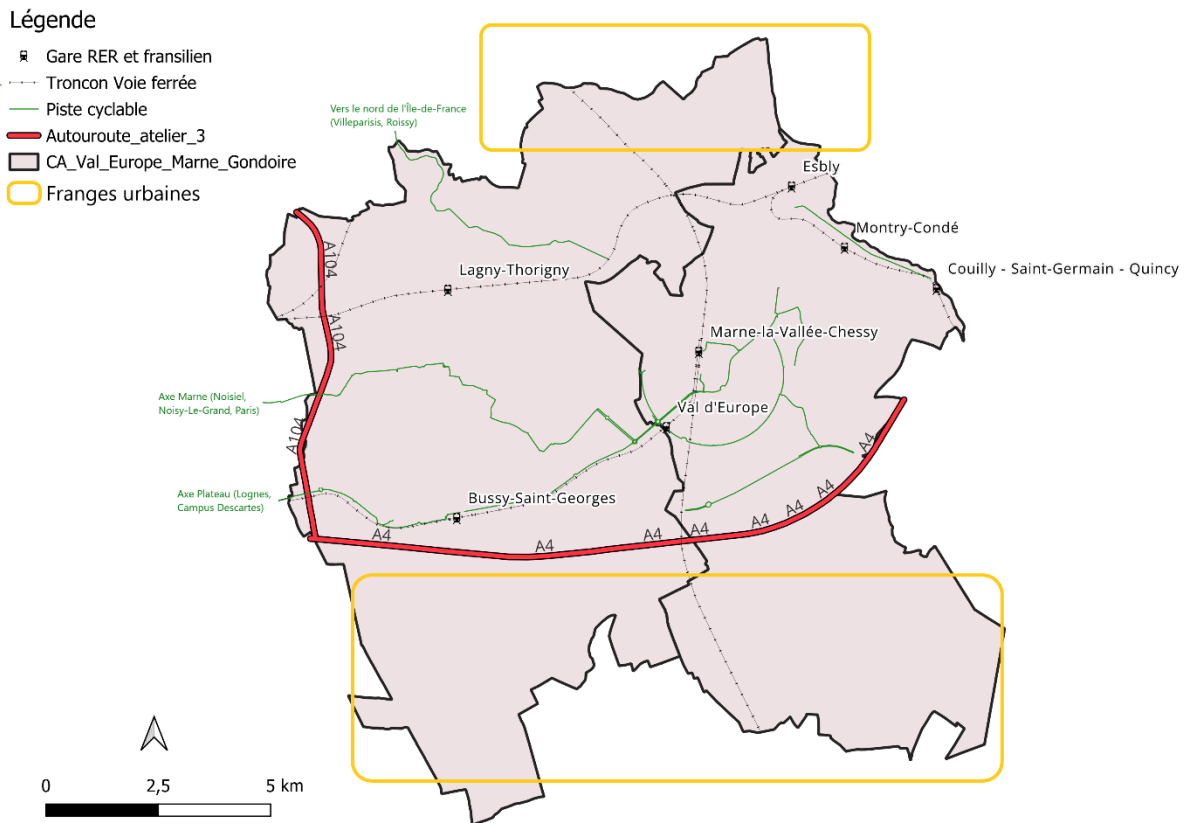 Légende
Gare RER et fransilien
Troncon Voie ferrée
Piste cyclable
Autouroute_atelier_3
CA_Val_Europe_Marne_Gondoire
Franges urbaines
Vers le nord de l'Île-de-France
(Villeparisis, Roissy)
Esbly
Montry-Condé
Couilly - Saint-Germain - Quincy
A104
Lagny-Thorigny
A104
Marne-la-Vallée-Chessy
Axe Marne (Noisiel,
Noisy-Le-Grand, Paris)
Val d'Europe
A104
A4
Axe Plateau (Lognes,
Campus Descartes)
Bussy-Saint-Georges
A4
A4
A4
A4
A4
A4
A4
0 2,5 5 km